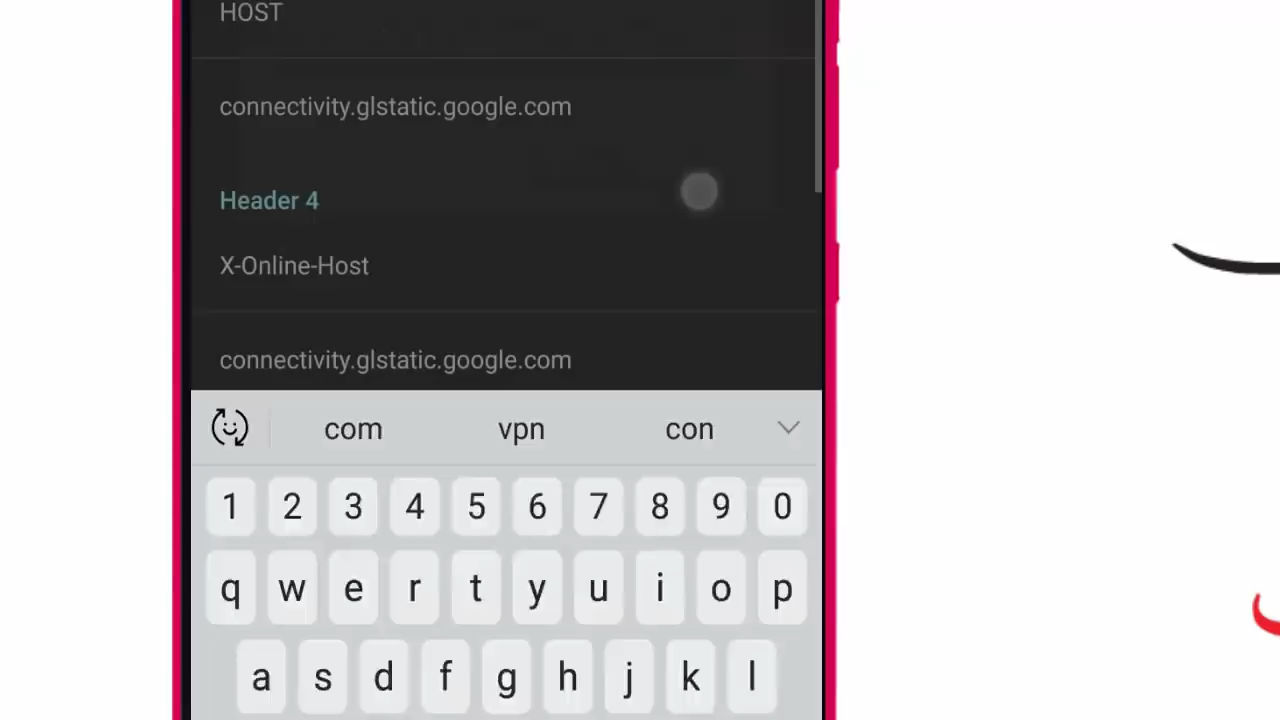 HOST
connectivity.glstatic.google.com
Header 4
X-Online-Host
connectivity.glstatic.google.com
com vpn con
1 2 3 4 5 6 7 8 9 0
q w e r t y u i o p
a s d f g h j k l